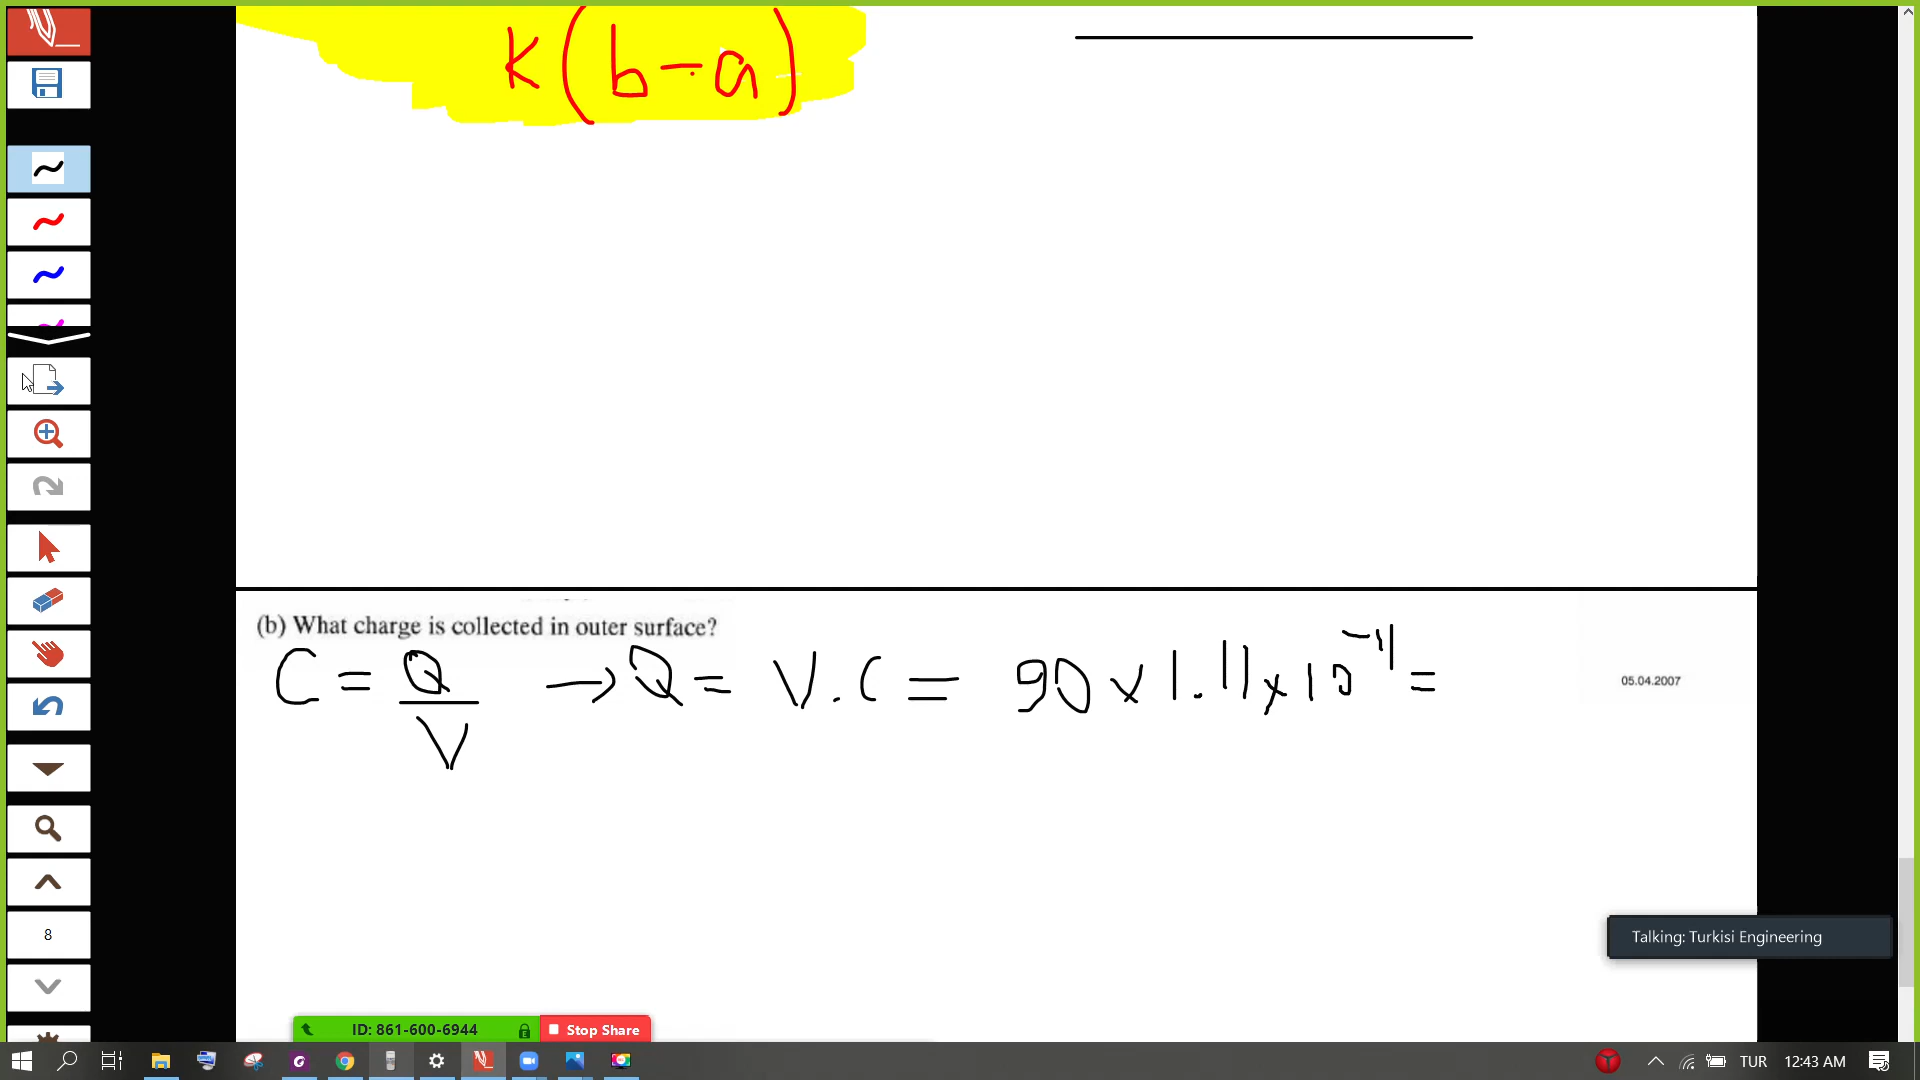 K(b-a)
(b) What charge is collected in outer surface?
C = Q/V → Q = V.C = 90 x 1.11 x 10^-11 =
05.04.2007
8
Talking: Turkisi Engineering
ID: 861-600-6944
Stop Share
TUR
12:43 AM